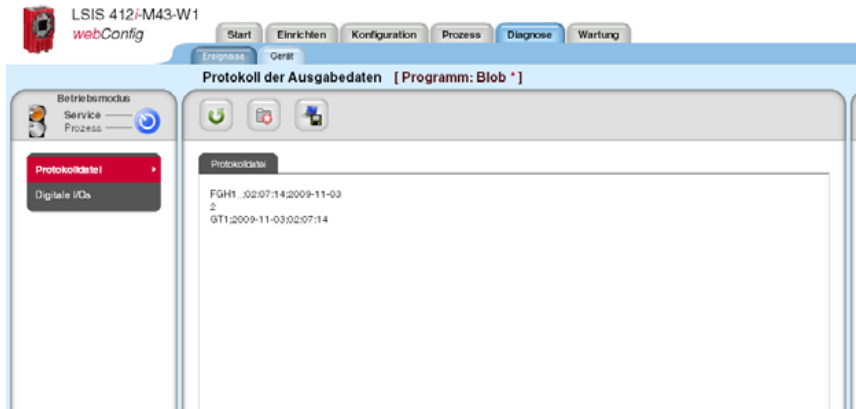 LSIS 412i-M43-W1
webConfig
Start Einrichten Konfiguration Prozess Diagnose Wartung
Ereignisse Gerät
Protokoll der Ausgabedaten [Programm: Blob *]
Betriebsmodus
Service
Prozess
Protokolldatei
Digitale I/Os
Protokolldatei
FGH1_;02:07:14;2009-11-03
2
GT1;2009-11-03;02:07:14